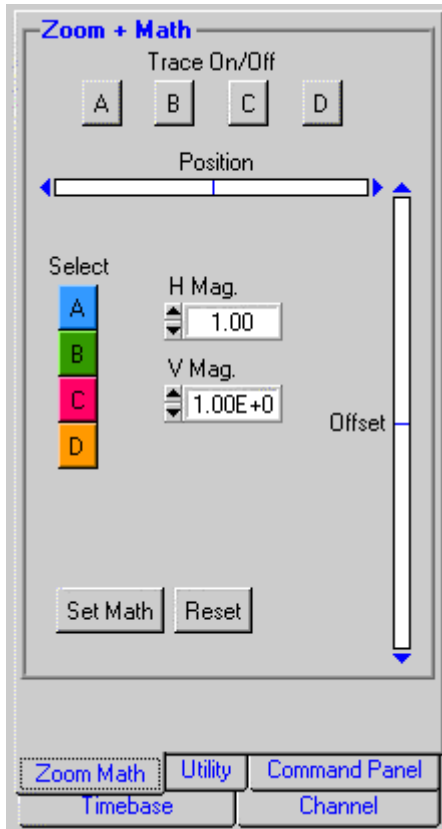 Zoom + Math
Trace On/Off
A B C D
Position
Select
A
B
C
D
H Mag.
1.00
V Mag.
1.00E+0
Offset
Set Math Reset
Zoom Math Utility Command Panel
Timebase Channel